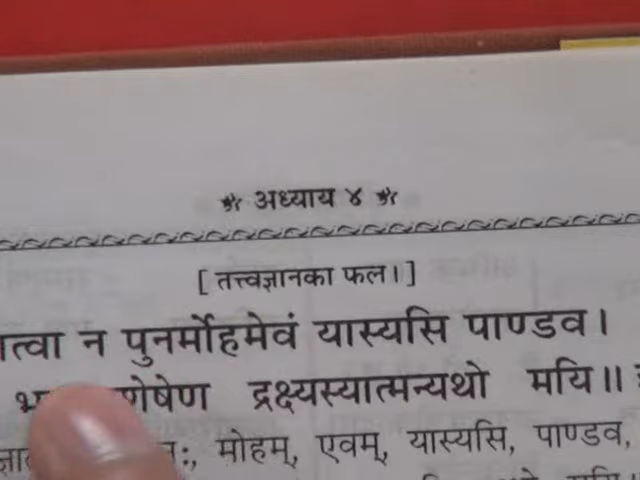 अध्याय ४
[ तत्त्वज्ञानका फल। ]
न पुनर्मोहमेवं यास्यसि पाण्डव।
द्रक्ष्यस्यात्मन्यथो मयि॥
मोहम्, एवम्, यास्यसि, पाण्डव,